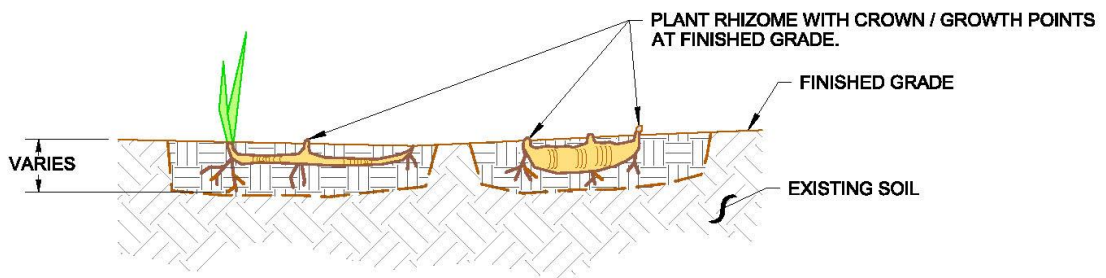 PLANT RHIZOME WITH CROWN / GROWTH POINTS
AT FINISHED GRADE.
FINISHED GRADE
VARIES
EXISTING SOIL